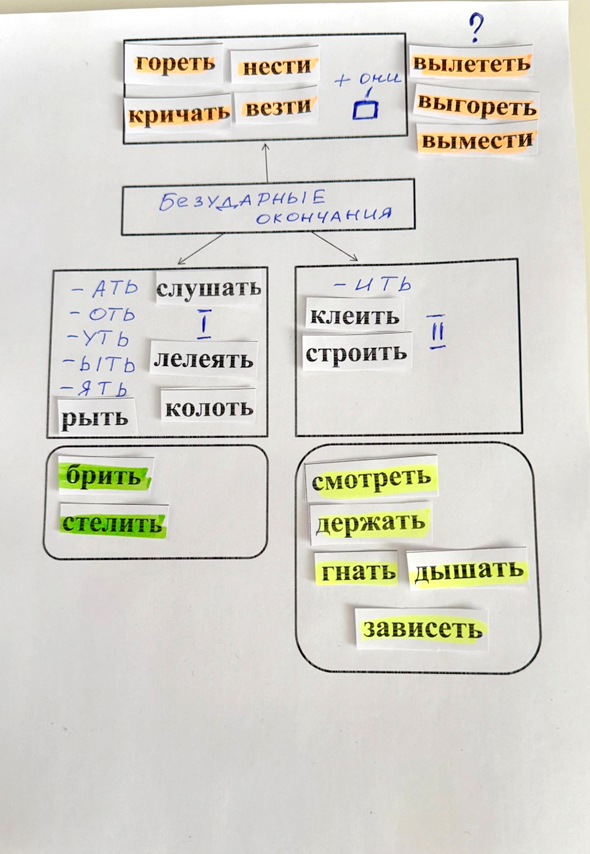 ?
гореть нести вылететь
+ они
кричать везти выгореть
вымести
БЕЗУДАРНЫЕ
ОКОНЧАНИЯ
- АТЬ слушать
- ОТЬ I
- УТЬ
- ЫТЬ лелеять
- ЯТЬ
рыть колоть
- ИТЬ
клеить II
строить
брить
стелить
смотреть
держать
гнать дышать
зависеть